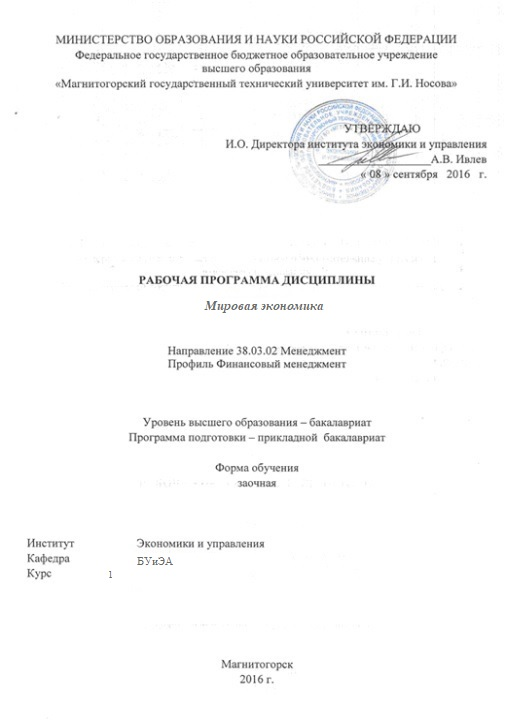 МИНИСТЕРСТВО ОБРАЗОВАНИЯ И НАУКИ РОССИЙСКОЙ ФЕДЕРАЦИИ
Федеральное государственное бюджетное образовательное учреждение
высшего образования
«Магнитогорский государственный технический университет им. Г.И. Носова»
УТВЕРЖДАЮ
И.О. Директора института экономики и управления
А.В. Ивлев
« 08 » сентября 2016 г.
РАБОЧАЯ ПРОГРАММА ДИСЦИПЛИНЫ
Мировая экономика
Направление 38.03.02 Менеджмент
Профиль Финансовый менеджмент
Уровень высшего образования – бакалавриат
Программа подготовки – прикладной бакалавриат
Форма обучения
заочная
Институт Экономики и управления
Кафедра БУиЭА
Курс 1
Магнитогорск
2016 г.